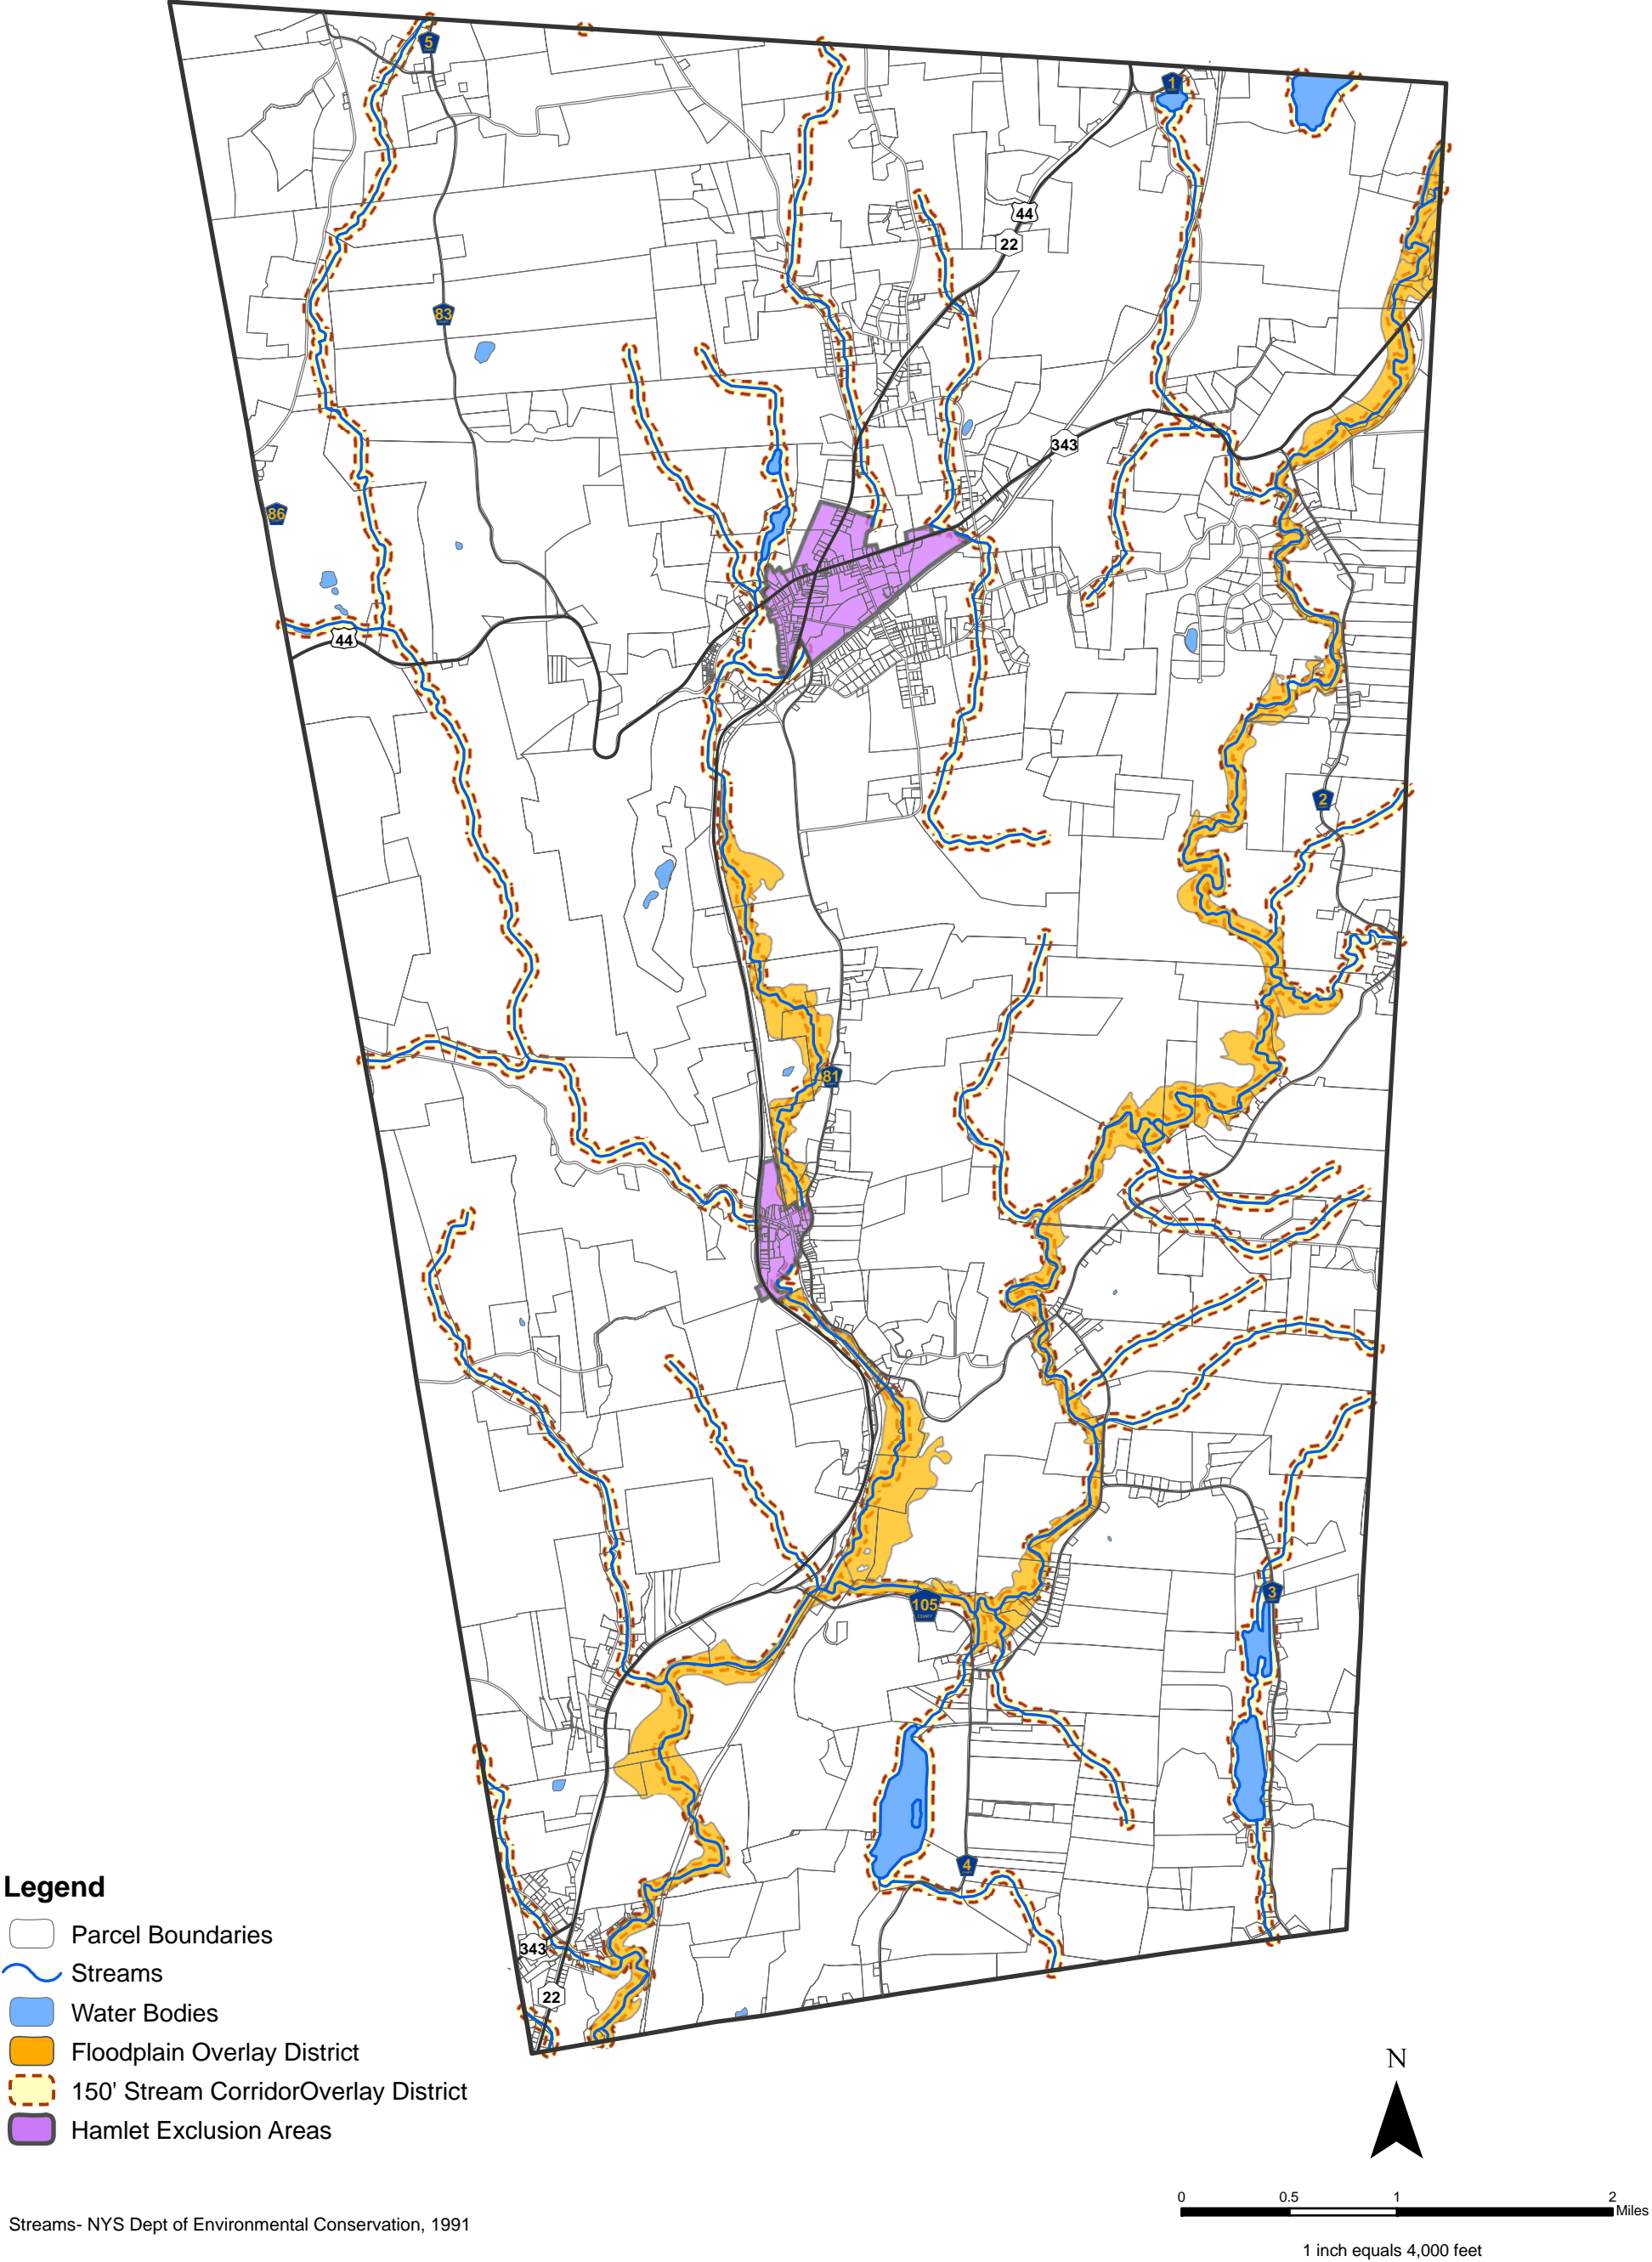 5
1
44
22
83
343
86
44
2
81
105
COUNTY
3
4
343
22
Legend
Parcel Boundaries
Streams
Water Bodies
Floodplain Overlay District
150' Stream CorridorOverlay District
Hamlet Exclusion Areas
N
0 0.5 1 2
Miles
Streams- NYS Dept of Environmental Conservation, 1991
1 inch equals 4,000 feet